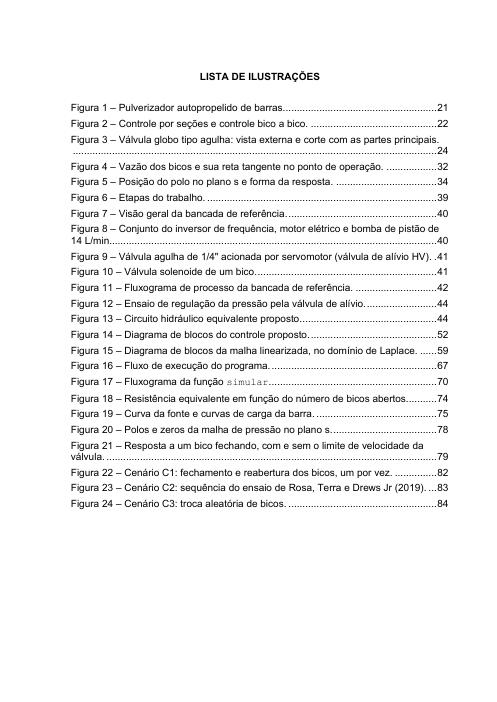 LISTA DE ILUSTRAÇÕES
Figura 1 – Pulverizador autopropelido de barras.......................................................21
Figura 2 – Controle por seções e controle bico a bico. .............................................22
Figura 3 – Válvula globo tipo agulha: vista externa e corte com as partes principais.
...................................................................................................................................24
Figura 4 – Vazão dos bicos e sua reta tangente no ponto de operação. ..................32
Figura 5 – Posição do polo no plano s e forma da resposta. ....................................34
Figura 6 – Etapas do trabalho. ..................................................................................39
Figura 7 – Visão geral da bancada de referência......................................................40
Figura 8 – Conjunto do inversor de frequência, motor elétrico e bomba de pistão de
14 L/min.....................................................................................................................40
Figura 9 – Válvula agulha de 1/4" acionada por servomotor (válvula de alívio HV). ..41
Figura 10 – Válvula solenoide de um bico.................................................................41
Figura 11 – Fluxograma de processo da bancada de referência. .............................42
Figura 12 – Ensaio de regulação da pressão pela válvula de alívio..........................44
Figura 13 – Circuito hidráulico equivalente proposto.................................................44
Figura 14 – Diagrama de blocos do controle proposto..............................................52
Figura 15 – Diagrama de blocos da malha linearizada, no domínio de Laplace. ......59
Figura 16 – Fluxo de execução do programa............................................................67
Figura 17 – Fluxograma da função simular............................................................70
Figura 18 – Resistência equivalente em função do número de bicos abertos...........74
Figura 19 – Curva da fonte e curvas de carga da barra. ...........................................75
Figura 20 – Polos e zeros da malha de pressão no plano s......................................78
Figura 21 – Resposta a um bico fechando, com e sem o limite de velocidade da
válvula. ......................................................................................................................79
Figura 22 – Cenário C1: fechamento e reabertura dos bicos, um por vez. ...............82
Figura 23 – Cenário C2: sequência do ensaio de Rosa, Terra e Drews Jr (2019). ...83
Figura 24 – Cenário C3: troca aleatória de bicos. .....................................................84